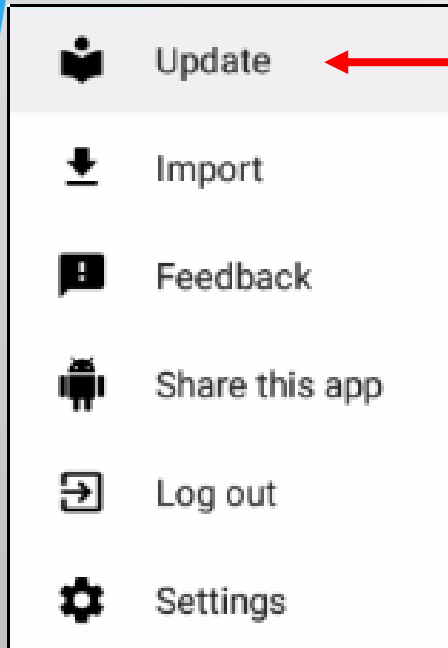 Update
Import
Feedback
Share this app
Log out
Settings